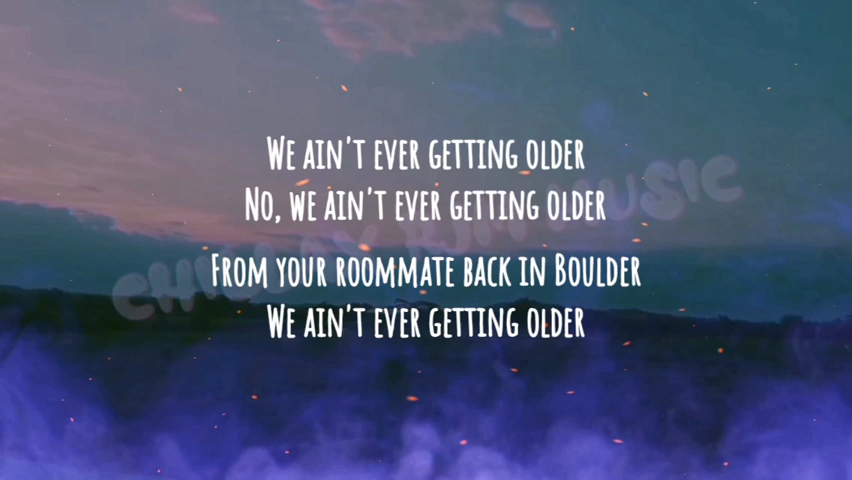 We ain't ever getting older
No, we ain't ever getting older
From your roommate back in Boulder
We ain't ever getting older